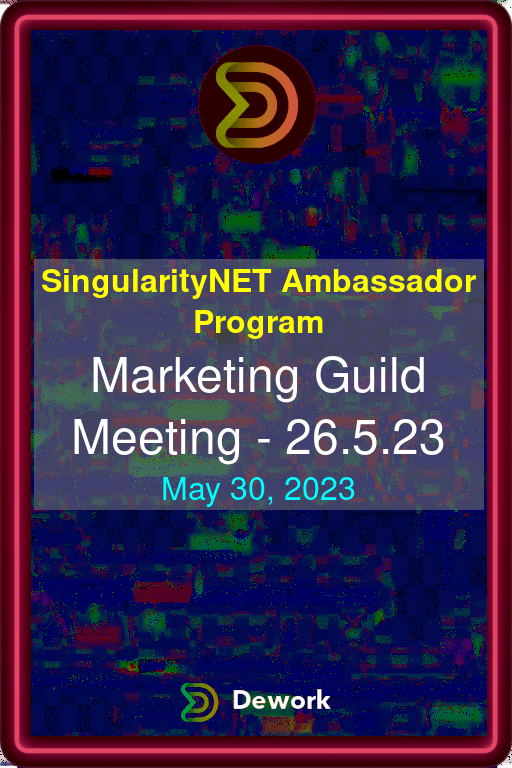 SingularityNET Ambassador
Program
Marketing Guild
Meeting - 26.5.23
May 30, 2023
Dework